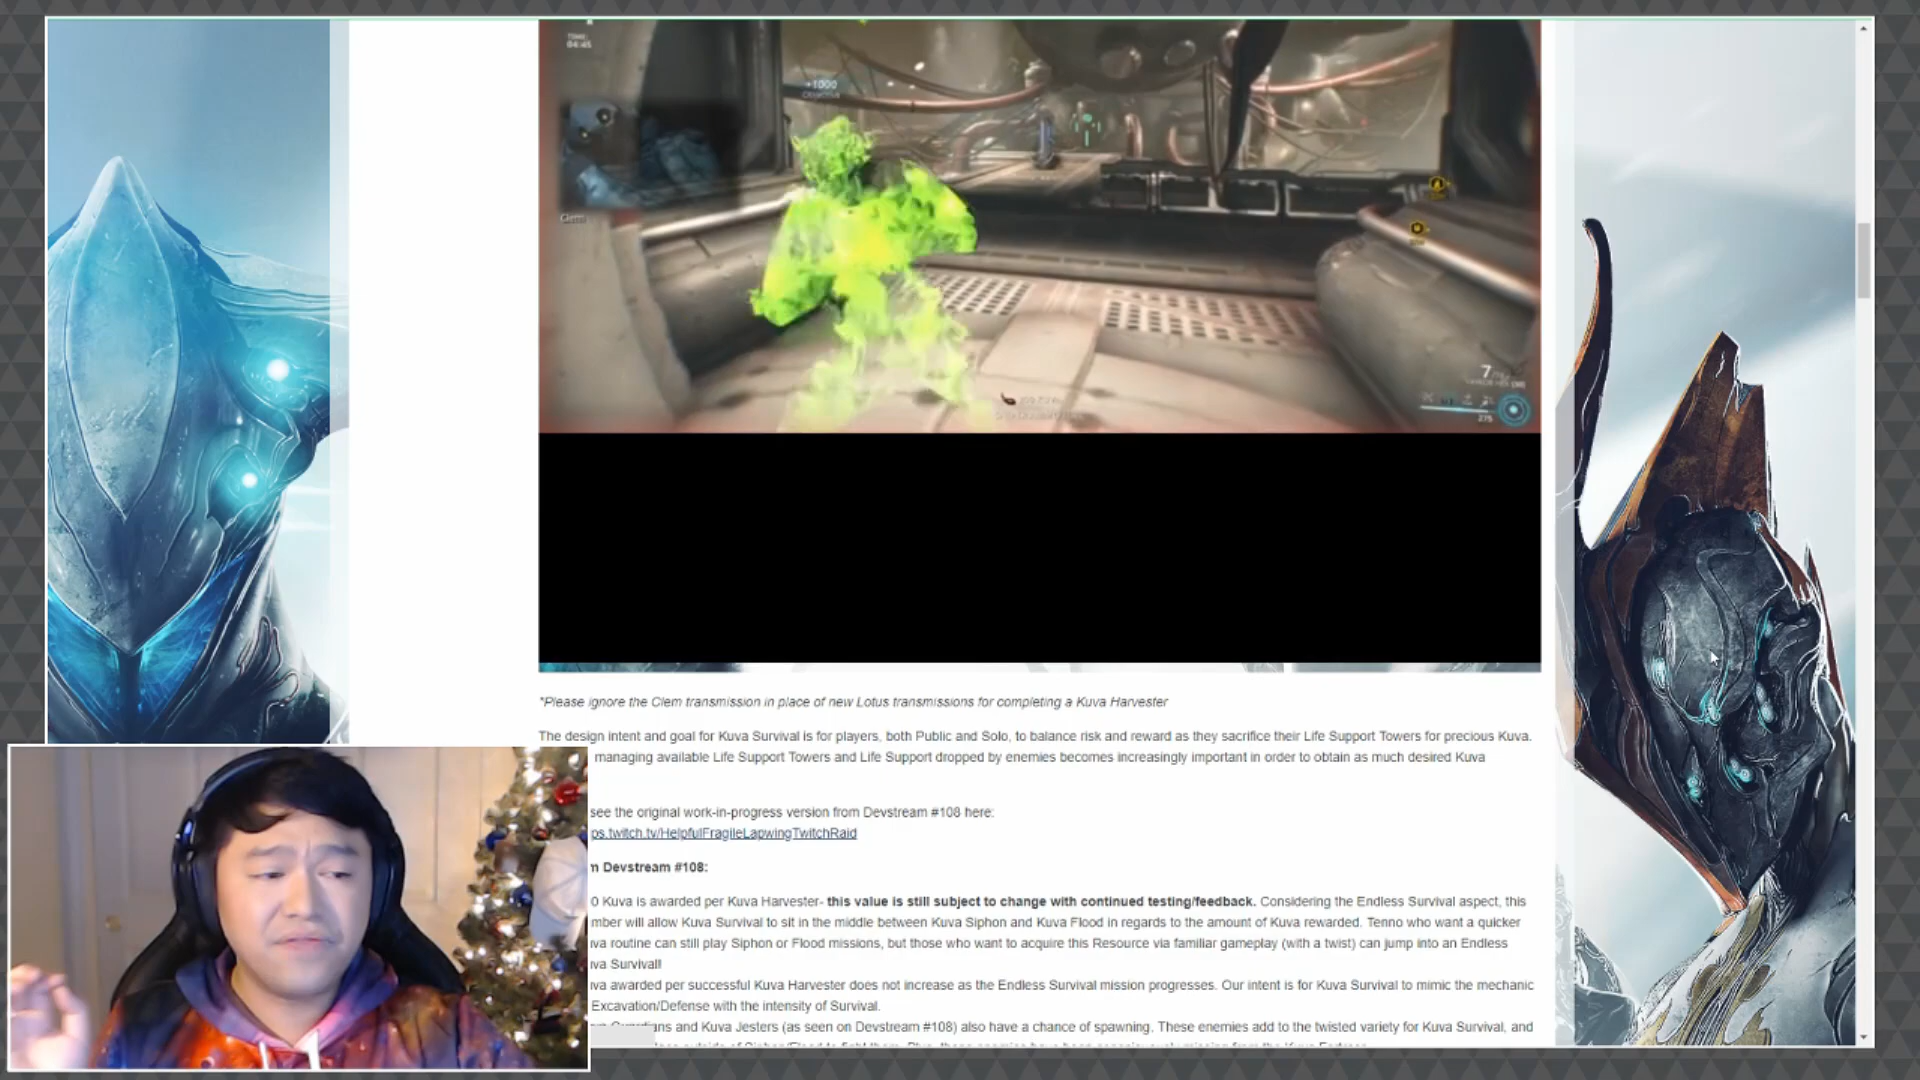 04:45
+1000
Clem
7
275
*Please ignore the Clem transmission in place of new Lotus transmissions for completing a Kuva Harvester
The design intent and goal for Kuva Survival is for players, both Public and Solo, to balance risk and reward as they sacrifice their Life Support Towers for precious Kuva.
managing available Life Support Towers and Life Support dropped by enemies becomes increasingly important in order to obtain as much desired Kuva
see the original work-in-progress version from Devstream #108 here:
ps.twitch.tv/HelpfulFragileLapwingTwitchRaid
m Devstream #108:
0 Kuva is awarded per Kuva Harvester- this value is still subject to change with continued testing/feedback. Considering the Endless Survival aspect, this
mber will allow Kuva Survival to sit in the middle between Kuva Siphon and Kuva Flood in regards to the amount of Kuva rewarded. Tenno who want a quicker
uva routine can still play Siphon or Flood missions, but those who want to acquire this Resource via familiar gameplay (with a twist) can jump into an Endless
uva Survival!
uva awarded per successful Kuva Harvester does not increase as the Endless Survival mission progresses. Our intent is for Kuva Survival to mimic the mechanic
Excavation/Defense with the intensity of Survival.
ans and Kuva Jesters (as seen on Devstream #108) also have a chance of spawning. These enemies add to the twisted variety for Kuva Survival, and